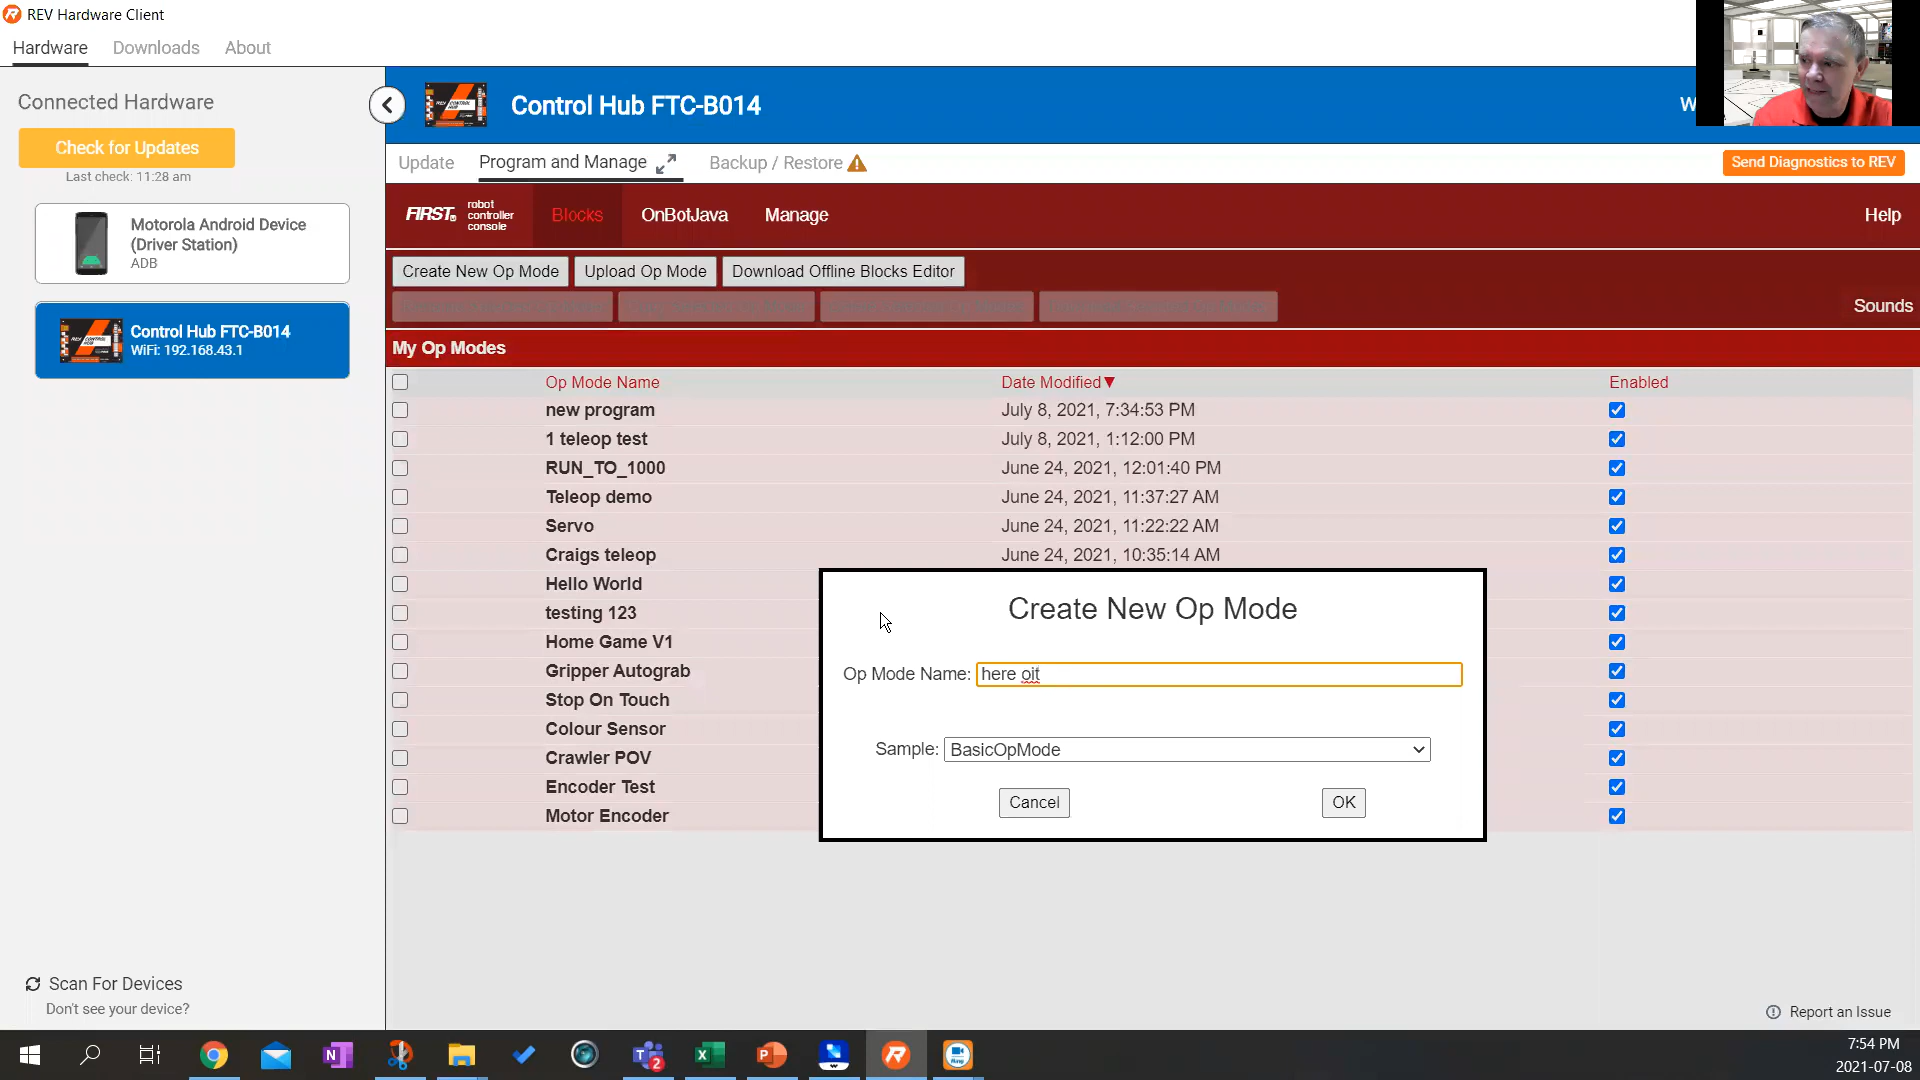 REV Hardware Client
Hardware Downloads About
Connected Hardware
Check for Updates
Last check: 11:28 am
Motorola Android Device
(Driver Station)
ADB
Control Hub FTC-B014
WiFi: 192.168.43.1
Scan For Devices
Don't see your device?
Control Hub FTC-B014
W
Update Program and Manage Backup / Restore
Send Diagnostics to REV
FIRST robot controller console Blocks OnBotJava Manage Help
Create New Op Mode Upload Op Mode Download Offline Blocks Editor
Sounds
My Op Modes
Op Mode Name Date Modified▼ Enabled
new program July 8, 2021, 7:34:53 PM
1 teleop test July 8, 2021, 1:12:00 PM
RUN_TO_1000 June 24, 2021, 12:01:40 PM
Teleop demo June 24, 2021, 11:37:27 AM
Servo June 24, 2021, 11:22:22 AM
Craigs teleop June 24, 2021, 10:35:14 AM
Hello World
testing 123
Home Game V1
Gripper Autograb
Stop On Touch
Colour Sensor
Crawler POV
Encoder Test
Motor Encoder
Create New Op Mode
Op Mode Name: here oit
Sample: BasicOpMode
Cancel OK
Report an Issue
7:54 PM
2021-07-08